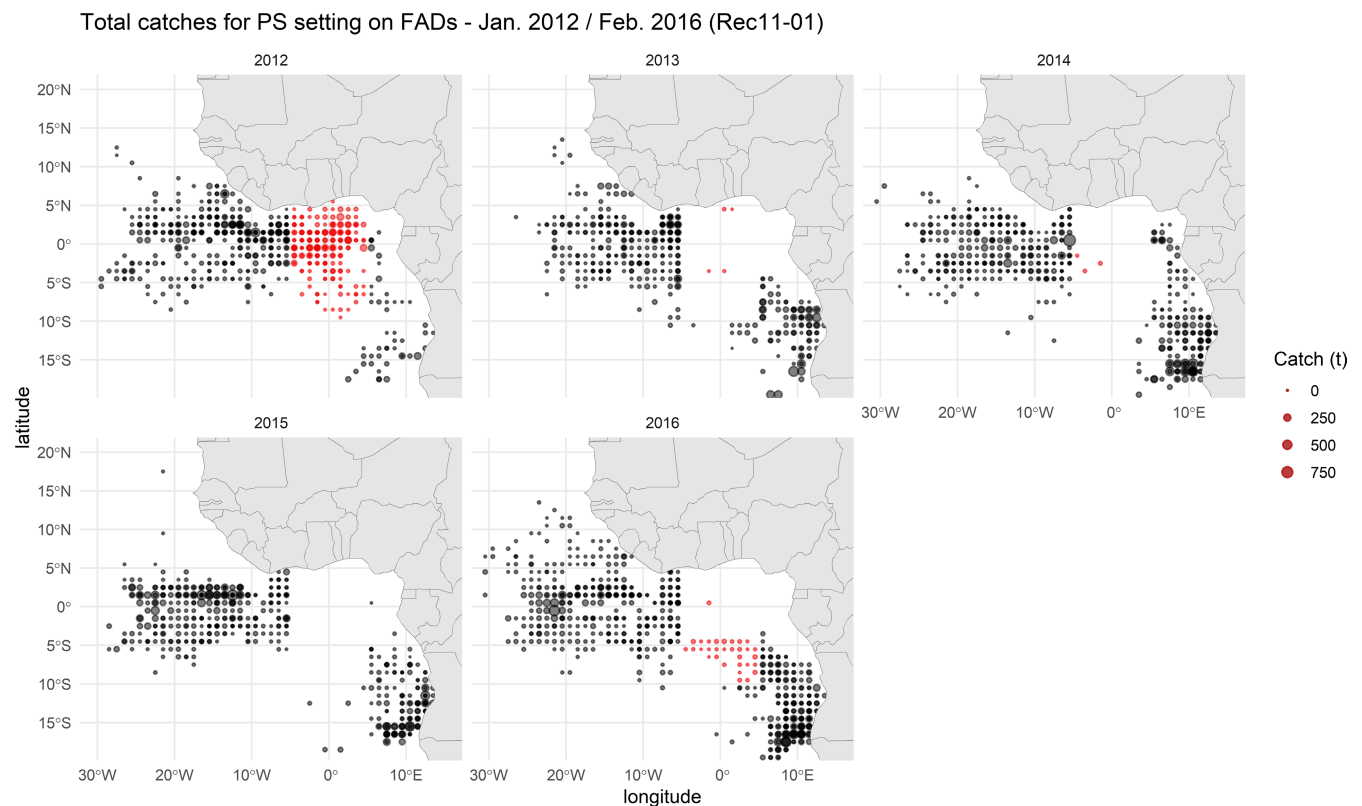 Total catches for PS setting on FADs - Jan. 2012 / Feb. 2016 (Rec11-01)
2012
2013
2014
20°N
15°N
10°N
5°N
0°
5°S
10°S
15°S
30°W 20°W 10°W 0° 10°E
2015
2016
20°N
15°N
10°N
5°N
0°
5°S
10°S
15°S
30°W 20°W 10°W 0° 10°E
30°W 20°W 10°W 0° 10°E
longitude
latitude
Catch (t)
0
250
500
750